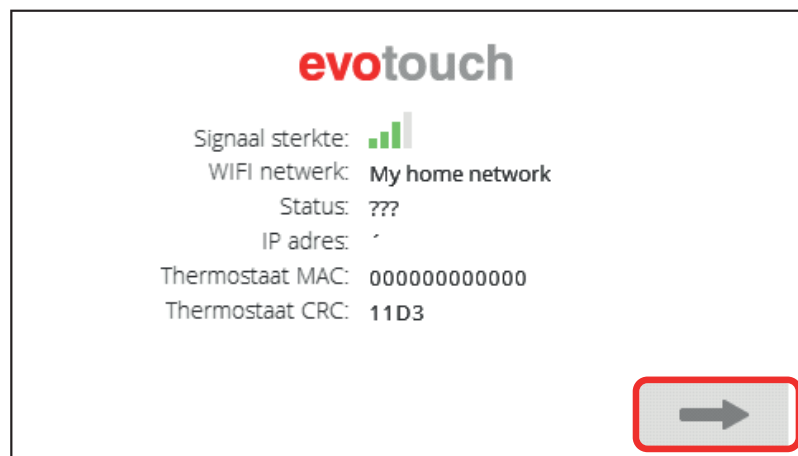 evotouch
Signaal sterkte:
WIFI netwerk: My home network
Status: ???
IP adres: ´
Thermostaat MAC: 000000000000
Thermostaat CRC: 11D3